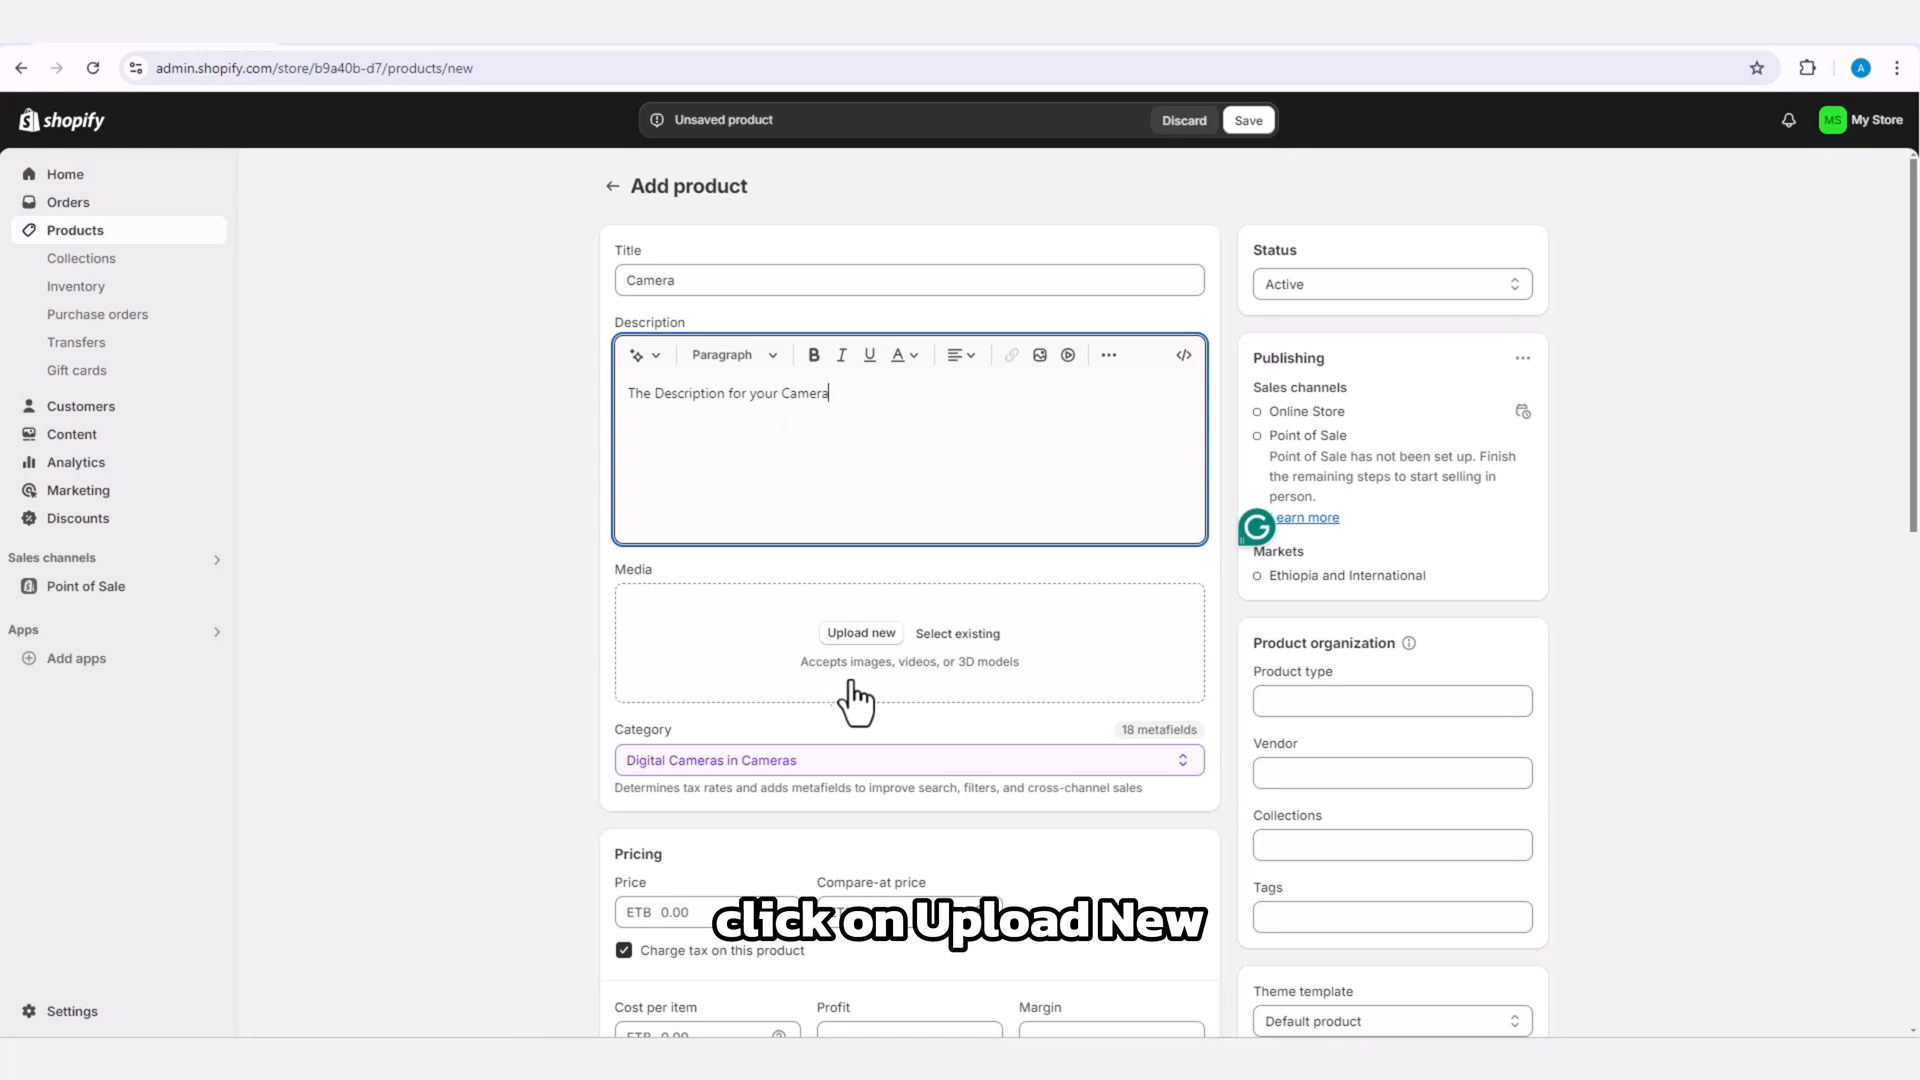 admin.shopify.com/store/b9a40b-d7/products/new
A
shopify
Unsaved product
Discard
Save
MS
My Store
Home
Orders
Products
Collections
Inventory
Purchase orders
Transfers
Gift cards
Customers
Content
Analytics
Marketing
Discounts
Sales channels
Point of Sale
Apps
Add apps
Settings
Add product
Title
Camera
Description
Paragraph
B I U A
The Description for your Camera
Media
Upload new
Select existing
Accepts images, videos, or 3D models
Category
18 metafields
Digital Cameras in Cameras
Determines tax rates and adds metafields to improve search, filters, and cross-channel sales
Pricing
Price
Compare-at price
ETB 0.00
click on Upload New
Charge tax on this product
Cost per item
Profit
Margin
ETB 0.00
Status
Active
Publishing
Sales channels
Online Store
Point of Sale
Point of Sale has not been set up. Finish
the remaining steps to start selling in
person.
earn more
G
Markets
Ethiopia and International
Product organization
Product type
Vendor
Collections
Tags
Theme template
Default product